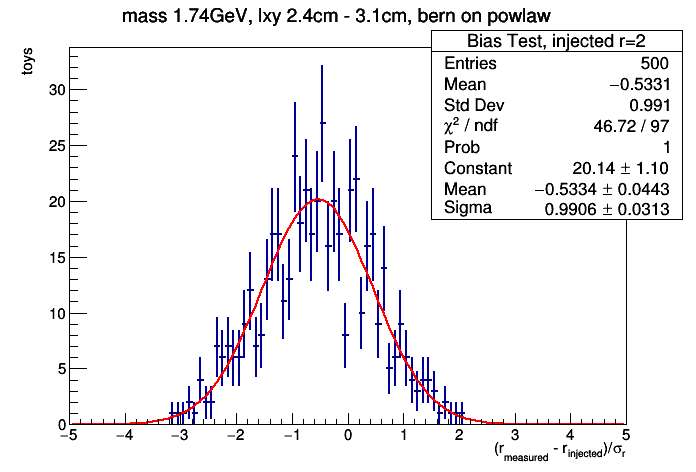 mass 1.74GeV, lxy 2.4cm - 3.1cm, bern on powlaw
toys
Bias Test, injected r=2
Entries 500
Mean −0.5331
Std Dev 0.991
χ² / ndf 46.72 / 97
Prob 1
Constant 20.14 ± 1.10
Mean −0.5334 ± 0.0443
Sigma 0.9906 ± 0.0313
30
25
20
15
10
5
0
−5 −4 −3 −2 −1 0 1 2 3 4 5
(r_measured - r_injected)/σ_r